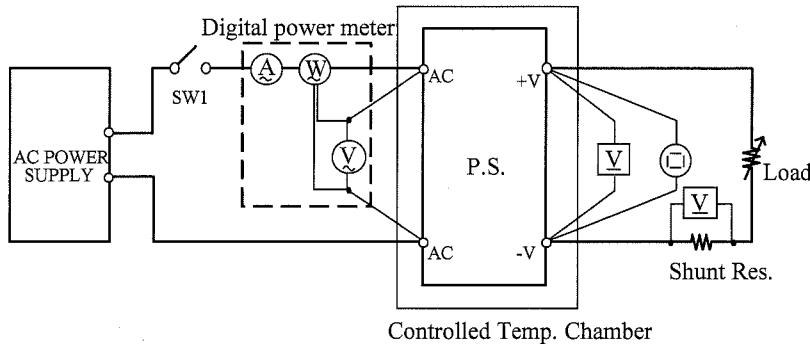 Digital power meter
A
W
SW1
V
AC POWER
SUPPLY
AC
AC
P.S.
+V
-V
V
V
Load
Shunt Res.
Controlled Temp. Chamber